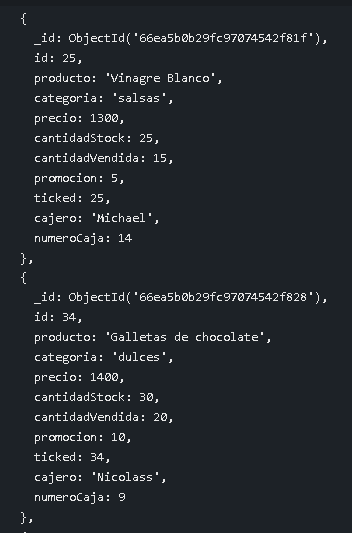 {
_id: ObjectId('66ea5b0b29fc97074542f81f'),
id: 25,
producto: 'Vinagre Blanco',
categoria: 'salsas',
precio: 1300,
cantidadStock: 25,
cantidadVendida: 15,
promocion: 5,
ticked: 25,
cajero: 'Michael',
numeroCaja: 14
},
{
_id: ObjectId('66ea5b0b29fc97074542f828'),
id: 34,
producto: 'Galletas de chocolate',
categoria: 'dulces',
precio: 1400,
cantidadStock: 30,
cantidadVendida: 20,
promocion: 10,
ticked: 34,
cajero: 'Nicolass',
numeroCaja: 9
},